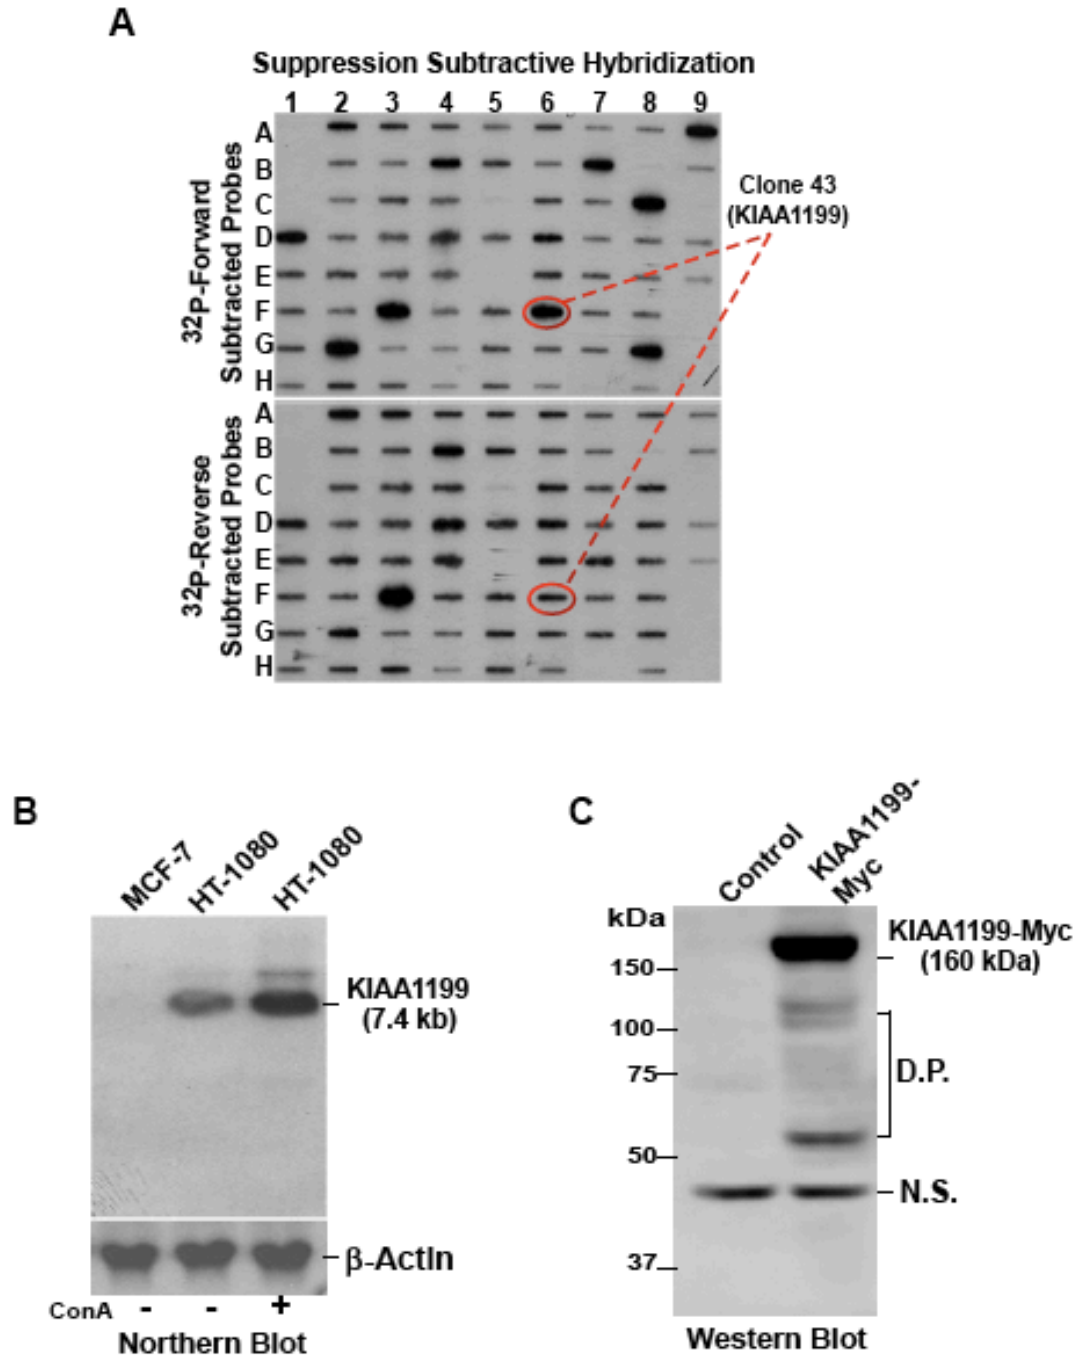 A
Suppression Subtractive Hybridization
1 2 3 4 5 6 7 8 9
32P-Forward
Subtracted Probes
A
B
C
D
E
F
G
H
Clone 43
(KIAA1199)
32P-Reverse
Subtracted Probes
A
B
C
D
E
F
G
H
B
MCF-7
HT-1080
HT-1080
KIAA1199
(7.4 kb)
β-ActIn
ConA - - +
Northern Blot
C
Control
KIAA1199-
Myc
kDa
150
100
75
50
37
KIAA1199-Myc
(160 kDa)
D.P.
N.S.
Western Blot